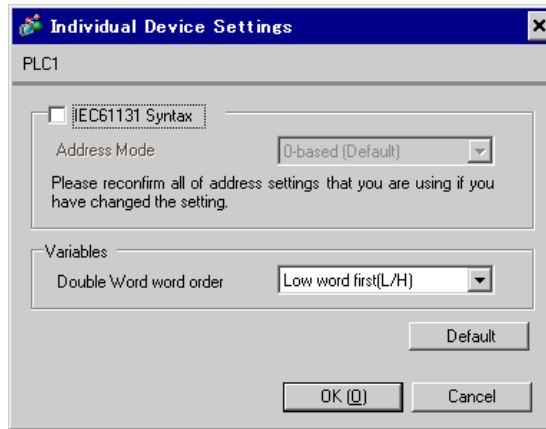 Individual Device Settings
PLC1
IEC61131 Syntax
Address Mode 0-based (Default)
Please reconfirm all of address settings that you are using if you
have changed the setting.
Variables
Double Word word order Low word first(L/H)
Default
OK (O) Cancel